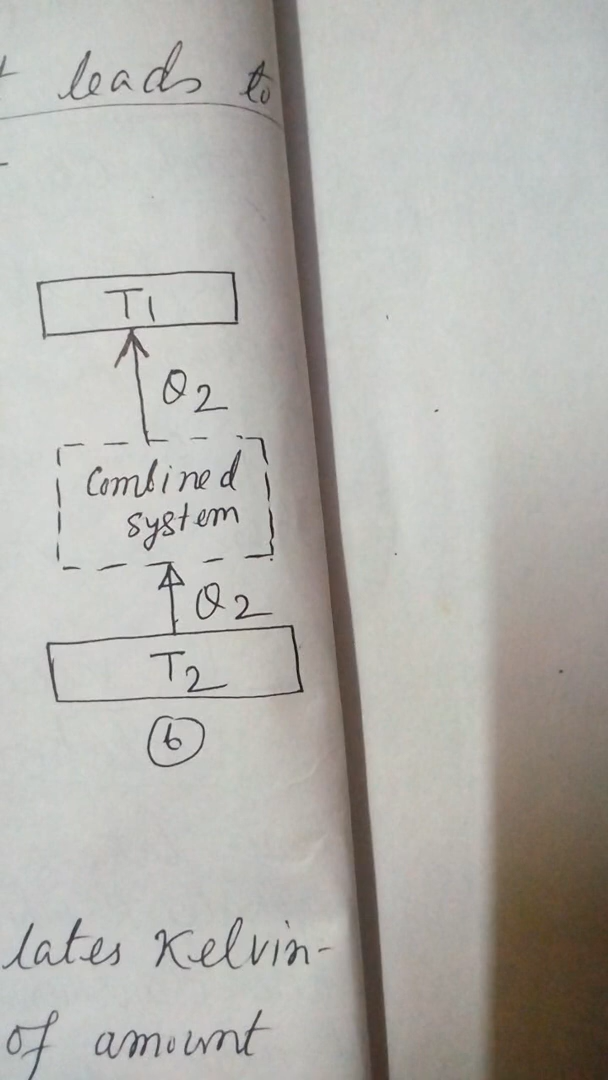 leads to
T1
Q2
Combined
system
Q2
T2
b
lates Kelvin-
of amount